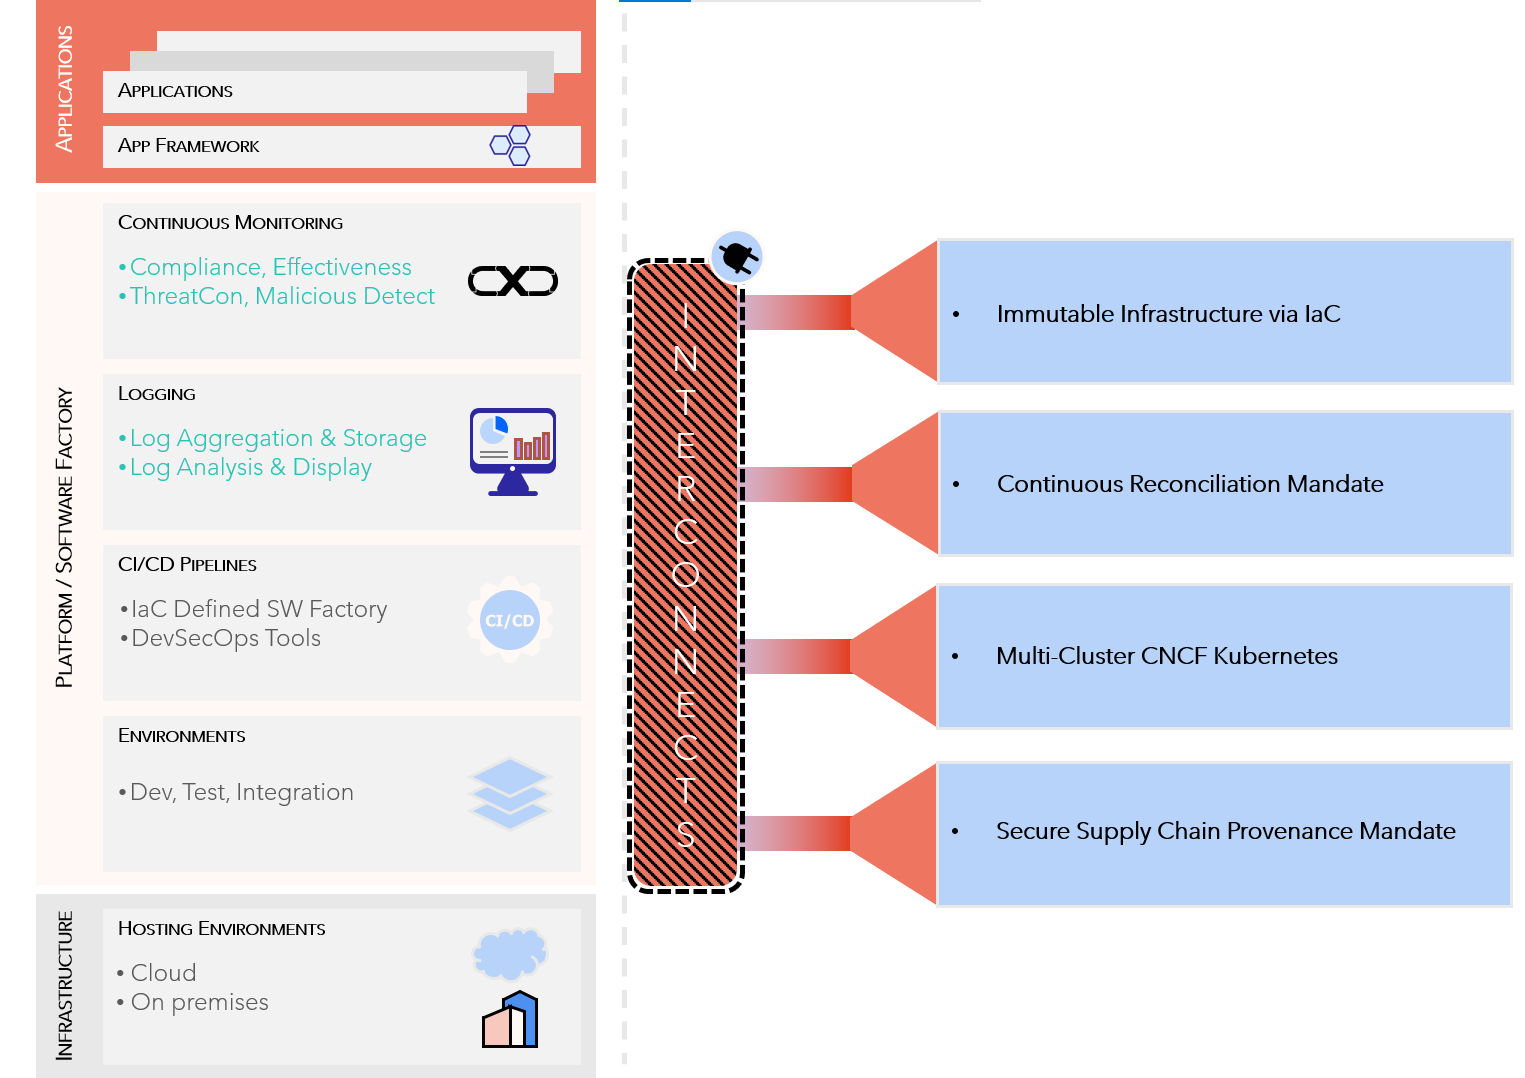 APPLICATIONS
APPLICATIONS
APP FRAMEWORK
PLATFORM / SOFTWARE FACTORY
CONTINUOUS MONITORING
• Compliance, Effectiveness
• ThreatCon, Malicious Detect
LOGGING
• Log Aggregation & Storage
• Log Analysis & Display
CI/CD PIPELINES
• IaC Defined SW Factory
• DevSecOps Tools
CI/CD
ENVIRONMENTS
• Dev, Test, Integration
INFRASTRUCTURE
HOSTING ENVIRONMENTS
• Cloud
• On premises
INTERCONNECTS
• Immutable Infrastructure via IaC
• Continuous Reconciliation Mandate
• Multi-Cluster CNCF Kubernetes
• Secure Supply Chain Provenance Mandate